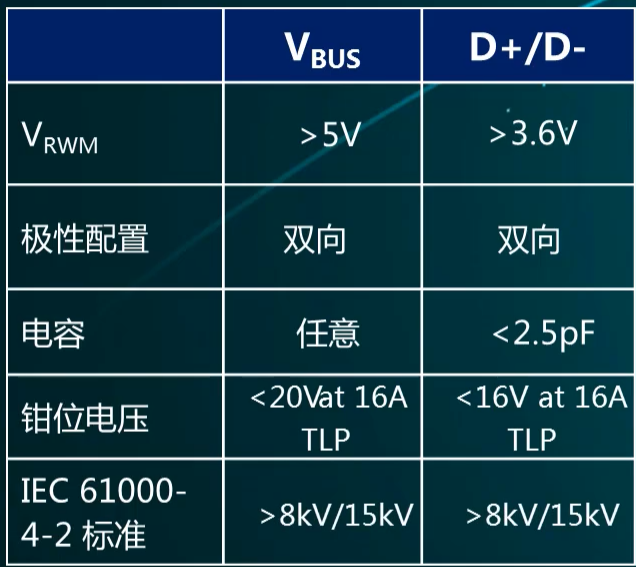 VBUS D+/D-
VRWM >5V >3.6V
极性配置 双向 双向
电容 任意 <2.5pF
钳位电压 <20Vat 16A TLP <16V at 16A TLP
IEC 61000-4-2 标准 >8kV/15kV >8kV/15kV